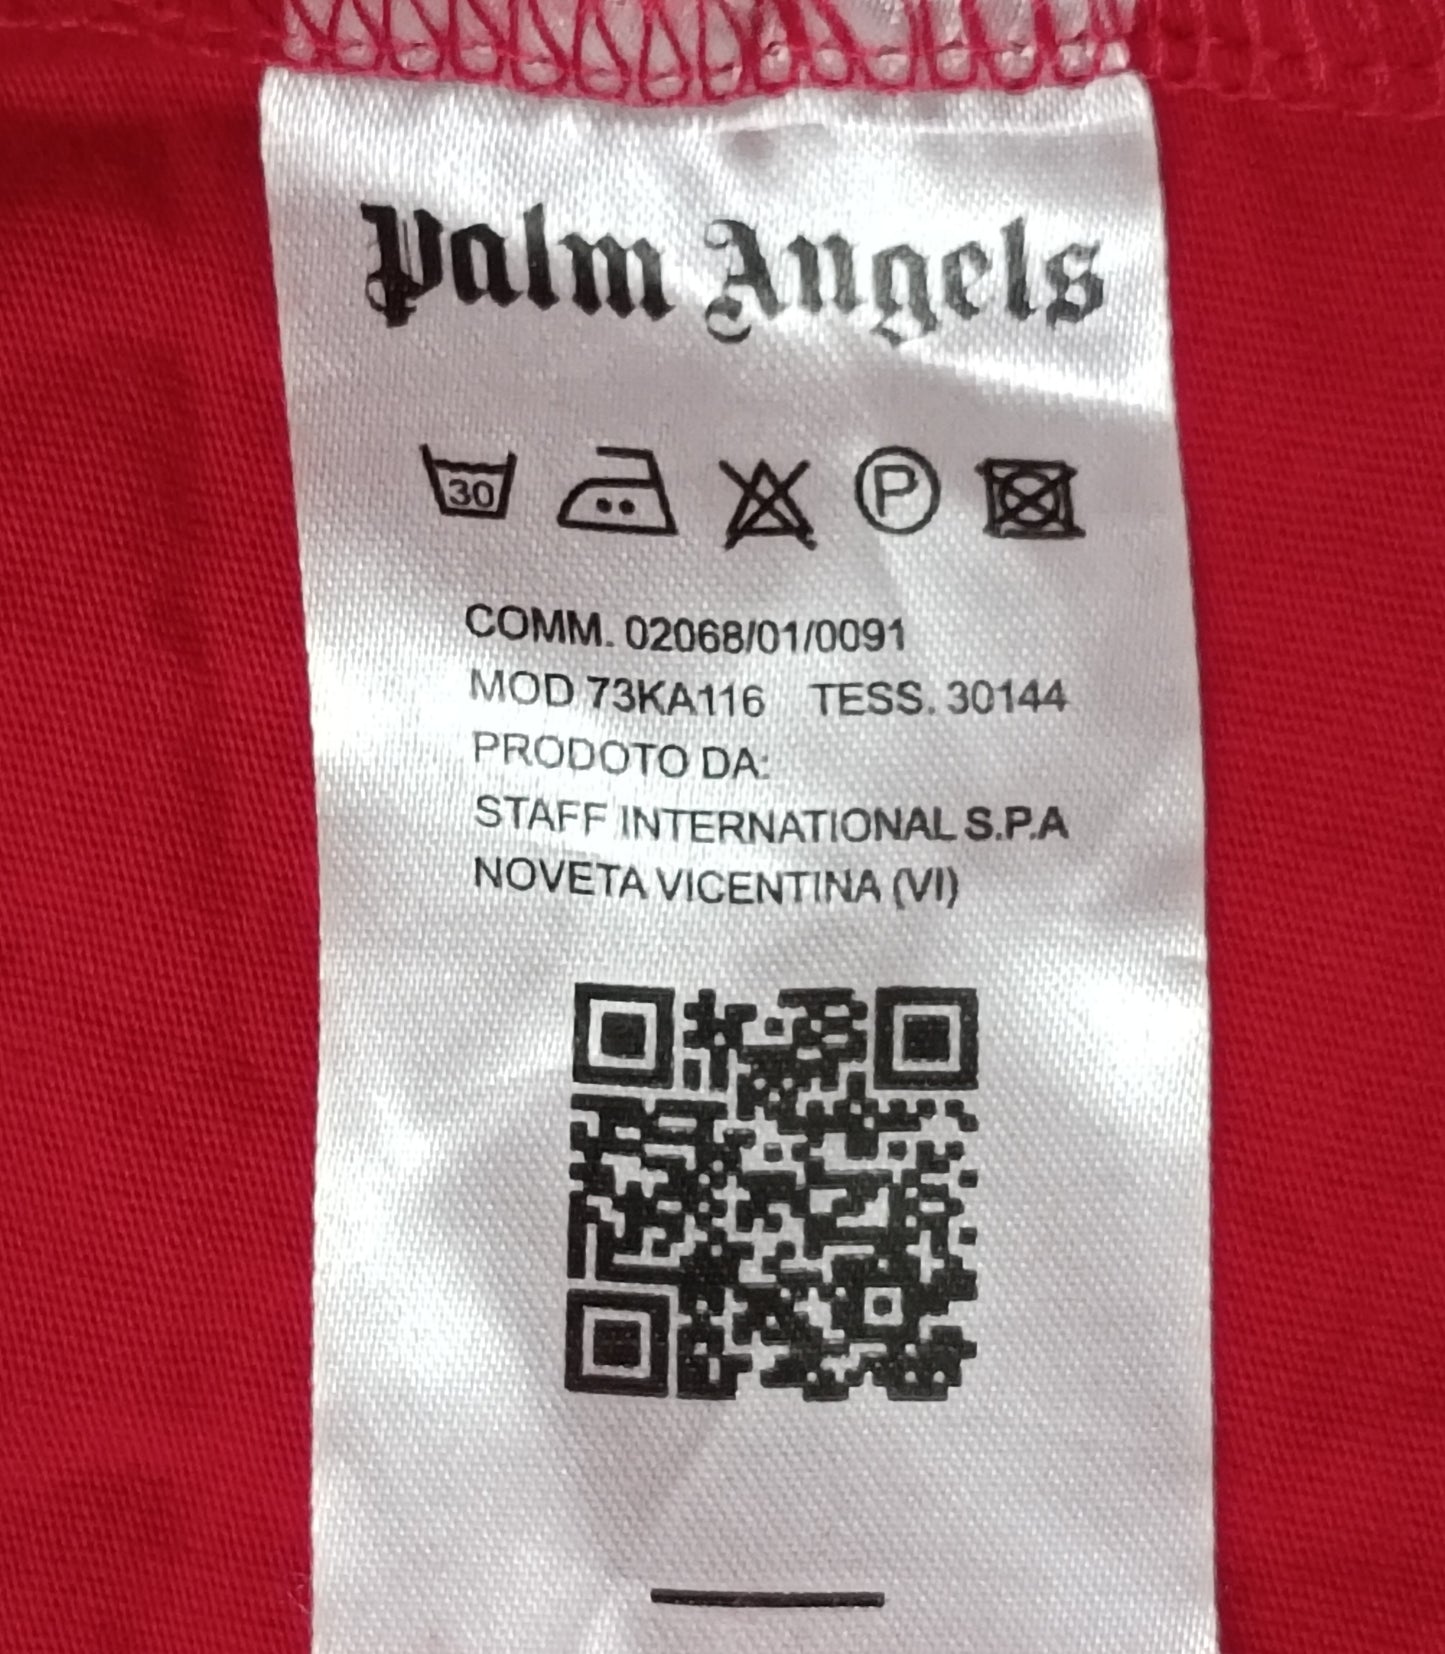 Palm Angels
30 P
COMM. 02068/01/0091
MOD 73KA116 TESS. 30144
PRODOTO DA:
STAFF INTERNATIONAL S.P.A
NOVETA VICENTINA (VI)